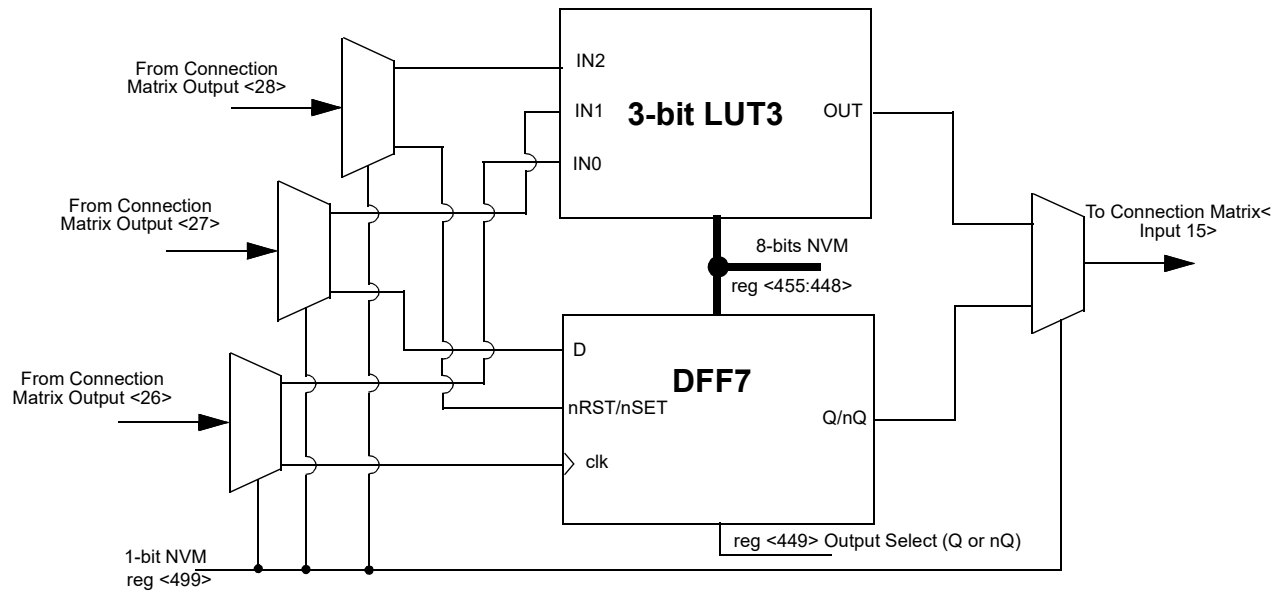 From Connection
Matrix Output <28>
IN2
IN1
3-bit LUT3
OUT
IN0
From Connection
Matrix Output <27>
To Connection Matrix<
Input 15>
8-bits NVM
reg <455:448>
D
DFF7
From Connection
Matrix Output <26>
nRST/nSET
Q/nQ
clk
reg <449> Output Select (Q or nQ)
1-bit NVM
reg <499>